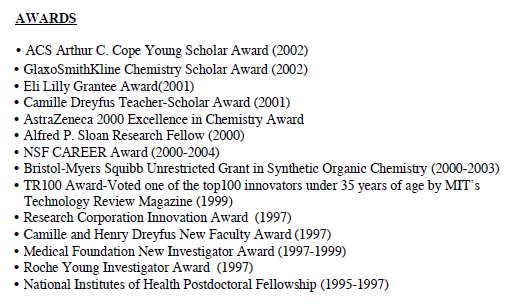 AWARDS
• ACS Arthur C. Cope Young Scholar Award (2002)
• GlaxoSmithKline Chemistry Scholar Award (2002)
• Eli Lilly Grantee Award(2001)
• Camille Dreyfus Teacher-Scholar Award (2001)
• AstraZeneca 2000 Excellence in Chemistry Award
• Alfred P. Sloan Research Fellow (2000)
• NSF CAREER Award (2000-2004)
• Bristol-Myers Squibb Unrestricted Grant in Synthetic Organic Chemistry (2000-2003)
• TR100 Award-Voted one of the top100 innovators under 35 years of age by MIT's
Technology Review Magazine (1999)
• Research Corporation Innovation Award (1997)
• Camille and Henry Dreyfus New Faculty Award (1997)
• Medical Foundation New Investigator Award (1997-1999)
• Roche Young Investigator Award (1997)
• National Institutes of Health Postdoctoral Fellowship (1995-1997)